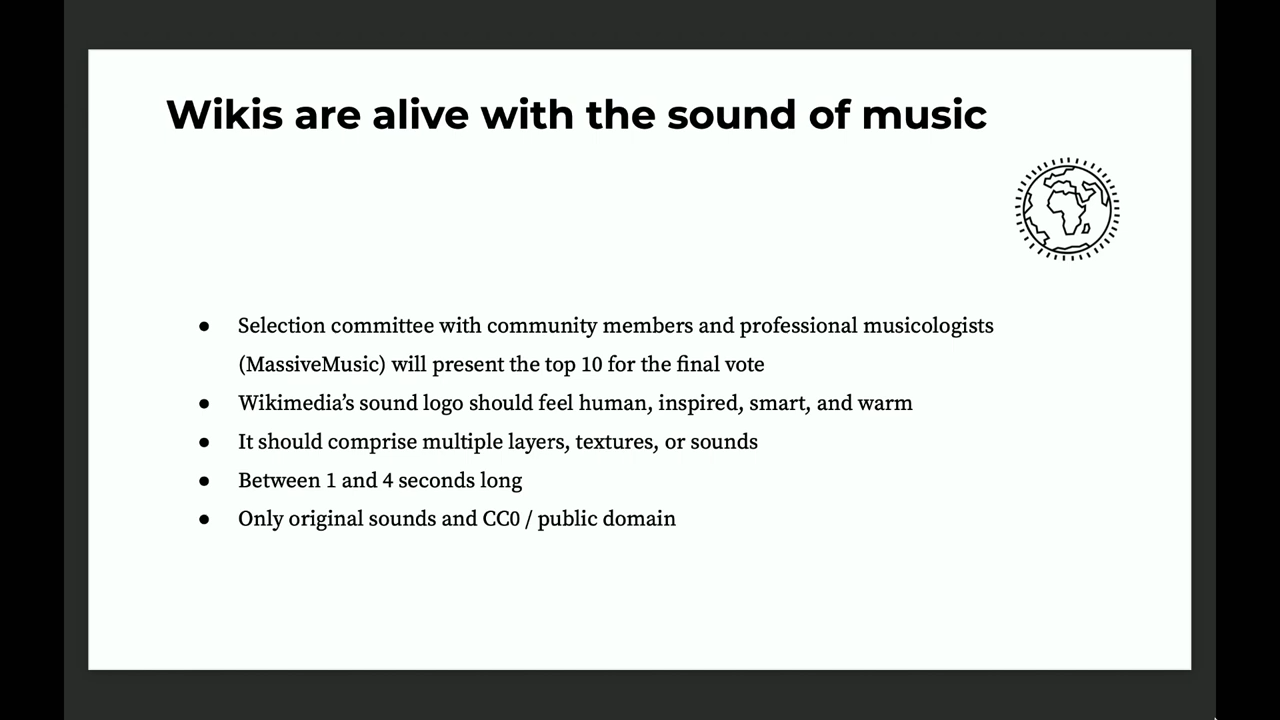 Wikis are alive with the sound of music
● Selection committee with community members and professional musicologists
(MassiveMusic) will present the top 10 for the final vote
● Wikimedia’s sound logo should feel human, inspired, smart, and warm
● It should comprise multiple layers, textures, or sounds
● Between 1 and 4 seconds long
● Only original sounds and CC0 / public domain